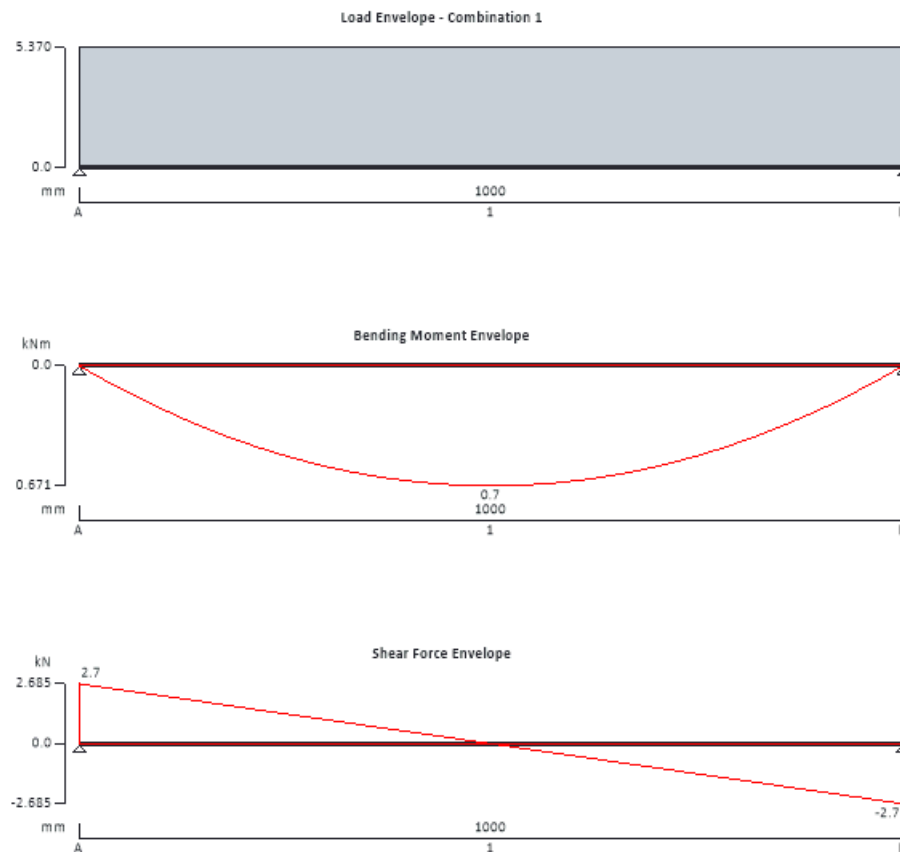 Load Envelope - Combination 1
5.370
0.0
mm
1000
A
1
Bending Moment Envelope
kNm
0.0
0.671
0.7
mm
1000
A
1
Shear Force Envelope
kN
2.7
2.685
0.0
-2.685
-2.7
mm
1000
A
1